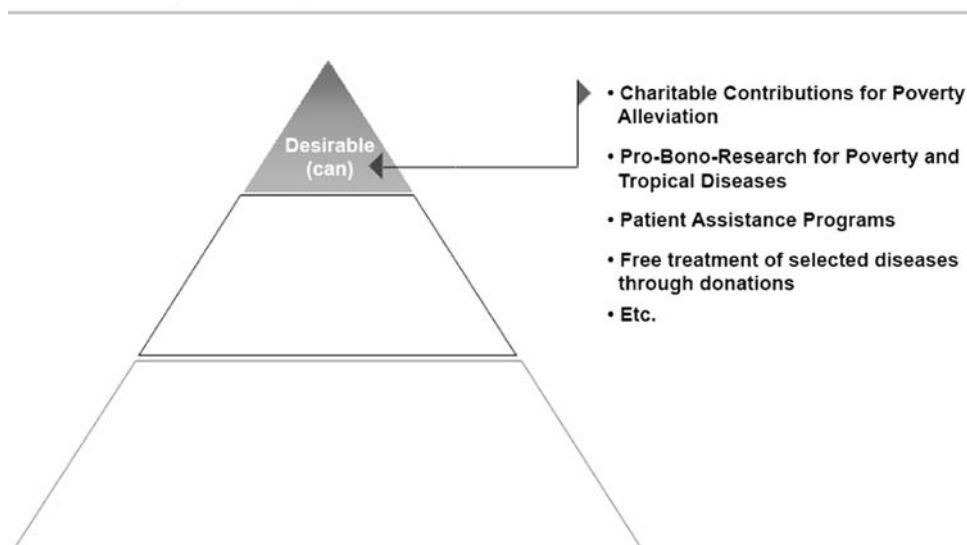 Desirable
(can)
• Charitable Contributions for Poverty
Alleviation
• Pro-Bono-Research for Poverty and
Tropical Diseases
• Patient Assistance Programs
• Free treatment of selected diseases
through donations
• Etc.